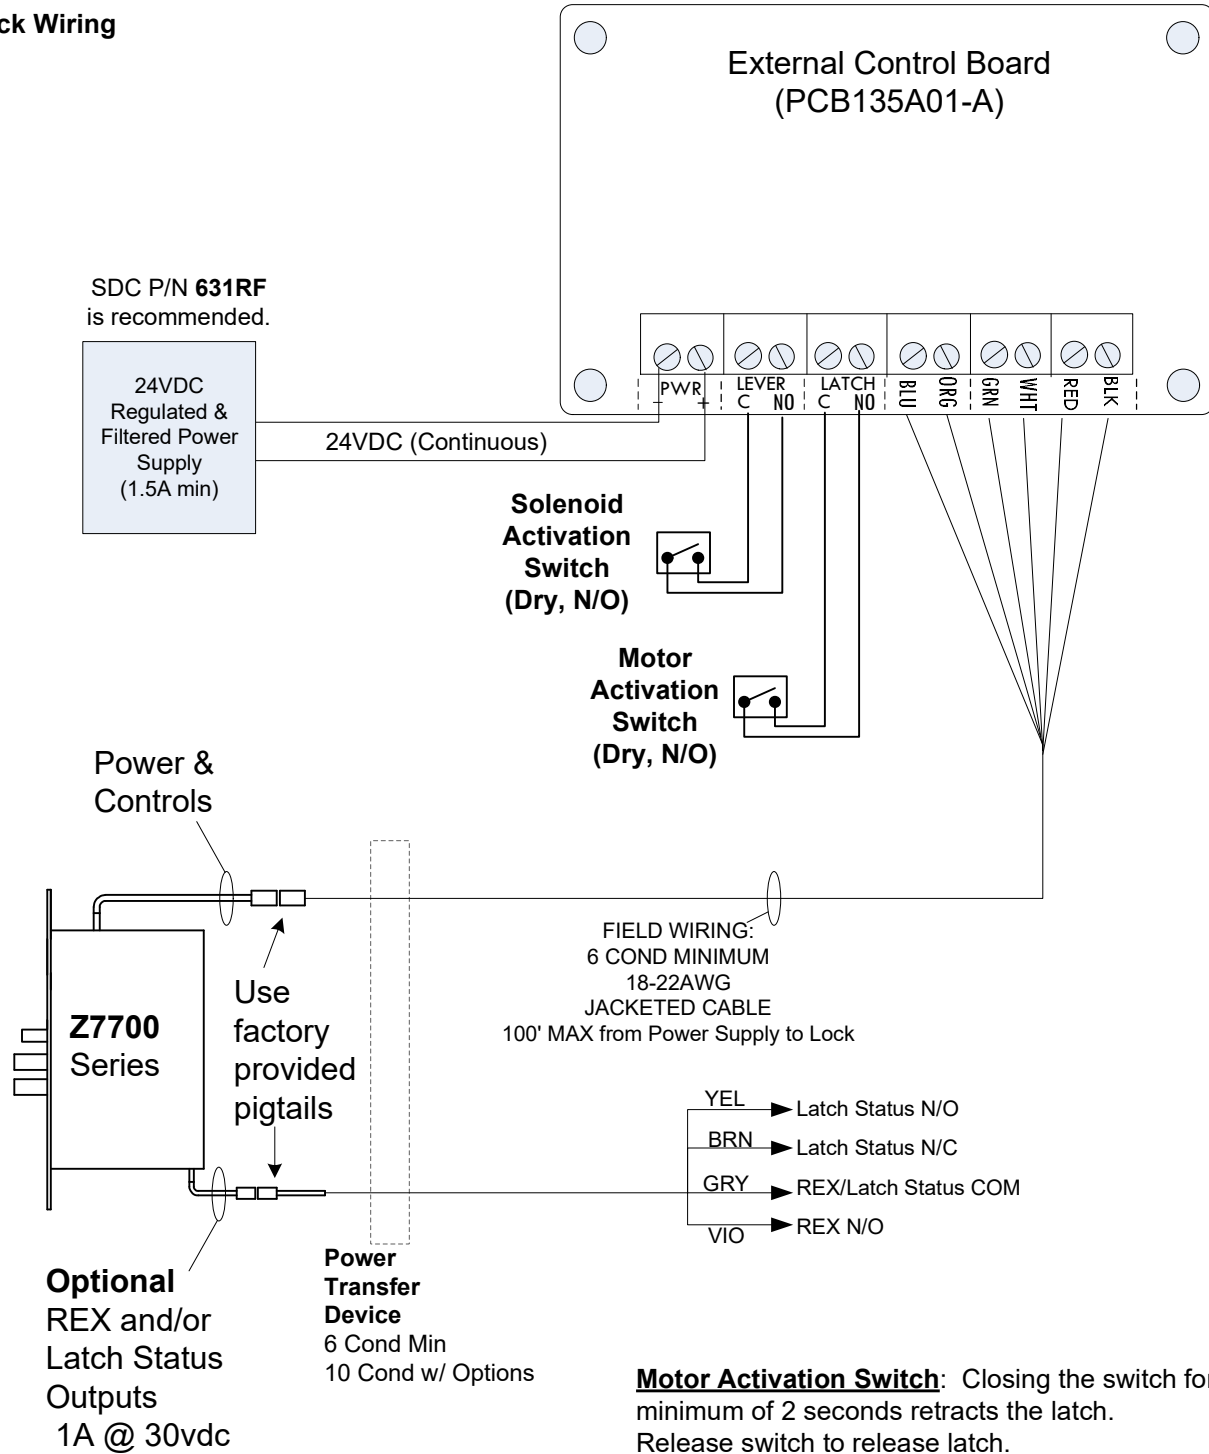 ck Wiring
External Control Board
(PCB135A01-A)
SDC P/N 631RF
is recommended.
24VDC
Regulated &
Filtered Power
Supply
(1.5A min)
24VDC (Continuous)
PWR
- +
LEVER
C NO
LATCH
C NO
BLU
ORG
GRN
WHT
RED
BLK
Solenoid
Activation
Switch
(Dry, N/O)
Motor
Activation
Switch
(Dry, N/O)
Power &
Controls
FIELD WIRING:
6 COND MINIMUM
18-22AWG
JACKETED CABLE
100' MAX from Power Supply to Lock
Z7700
Series
Use
factory
provided
pigtails
YEL
Latch Status N/O
BRN
Latch Status N/C
GRY
REX/Latch Status COM
VIO
REX N/O
Optional
REX and/or
Latch Status
Outputs
1A @ 30vdc
Power
Transfer
Device
6 Cond Min
10 Cond w/ Options
Motor Activation Switch: Closing the switch for
minimum of 2 seconds retracts the latch.
Release switch to release latch.